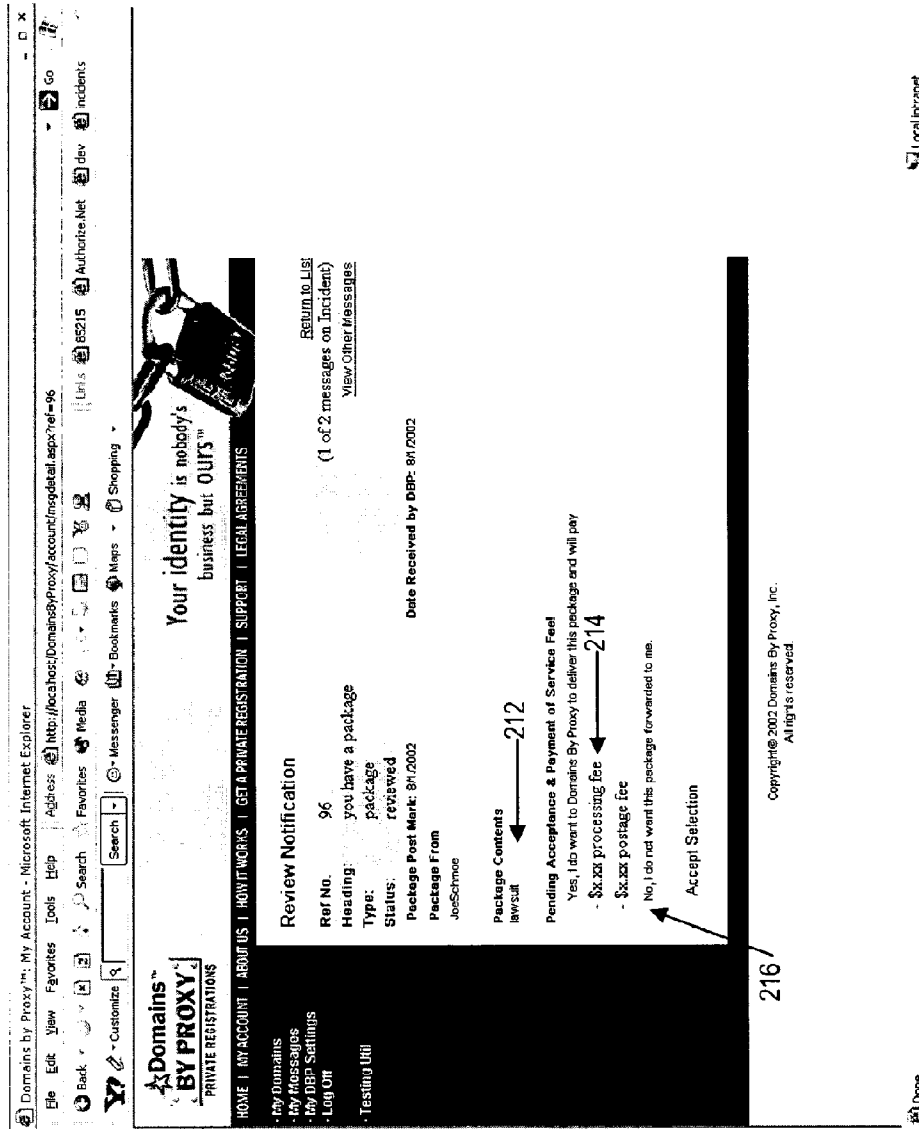 Domains by Proxy™: My Account - Microsoft Internet Explorer
File Edit View Favorites Tools Help Address http://localhost/DomainsByProxy/account/msgdetail.aspx?ref=96 Go
Back Search Favorites Media Links 85215 Authorize.Net dev incidents
Y? Customize Search Messenger Bookmarks Maps Shopping
Domains™
BY PROXY
PRIVATE REGISTRATIONS
Your identity is nobody's
business but ours™
HOME | MY ACCOUNT | ABOUT US | HOW IT WORKS | GET A PRIVATE REGISTRATION | SUPPORT | LEGAL AGREEMENTS
· My Domains
· My Messages
· My DBP Settings
· Log Off
· Testing Util
Review Notification
Return to List
Ref No. 96 (1 of 2 messages on Incident)
Heading: you have a package View Other Messages
Type: package
Status: reviewed
Package Post Mark: 8/1/2002 Date Received by DBP: 8/1/2002
Package From
JoeSchmoe
Package Contents
lawsuit
212
Pending Acceptance & Payment of Service Fee!
Yes, I do want to Domains By Proxy to deliver this package and will pay
- $x.xx processing fee 214
- $x.xx postage fee
No, I do not want this package forwarded to me.
216
Accept Selection
Copyright© 2002 Domains By Proxy, Inc.
All rights reserved.
Done Local intranet